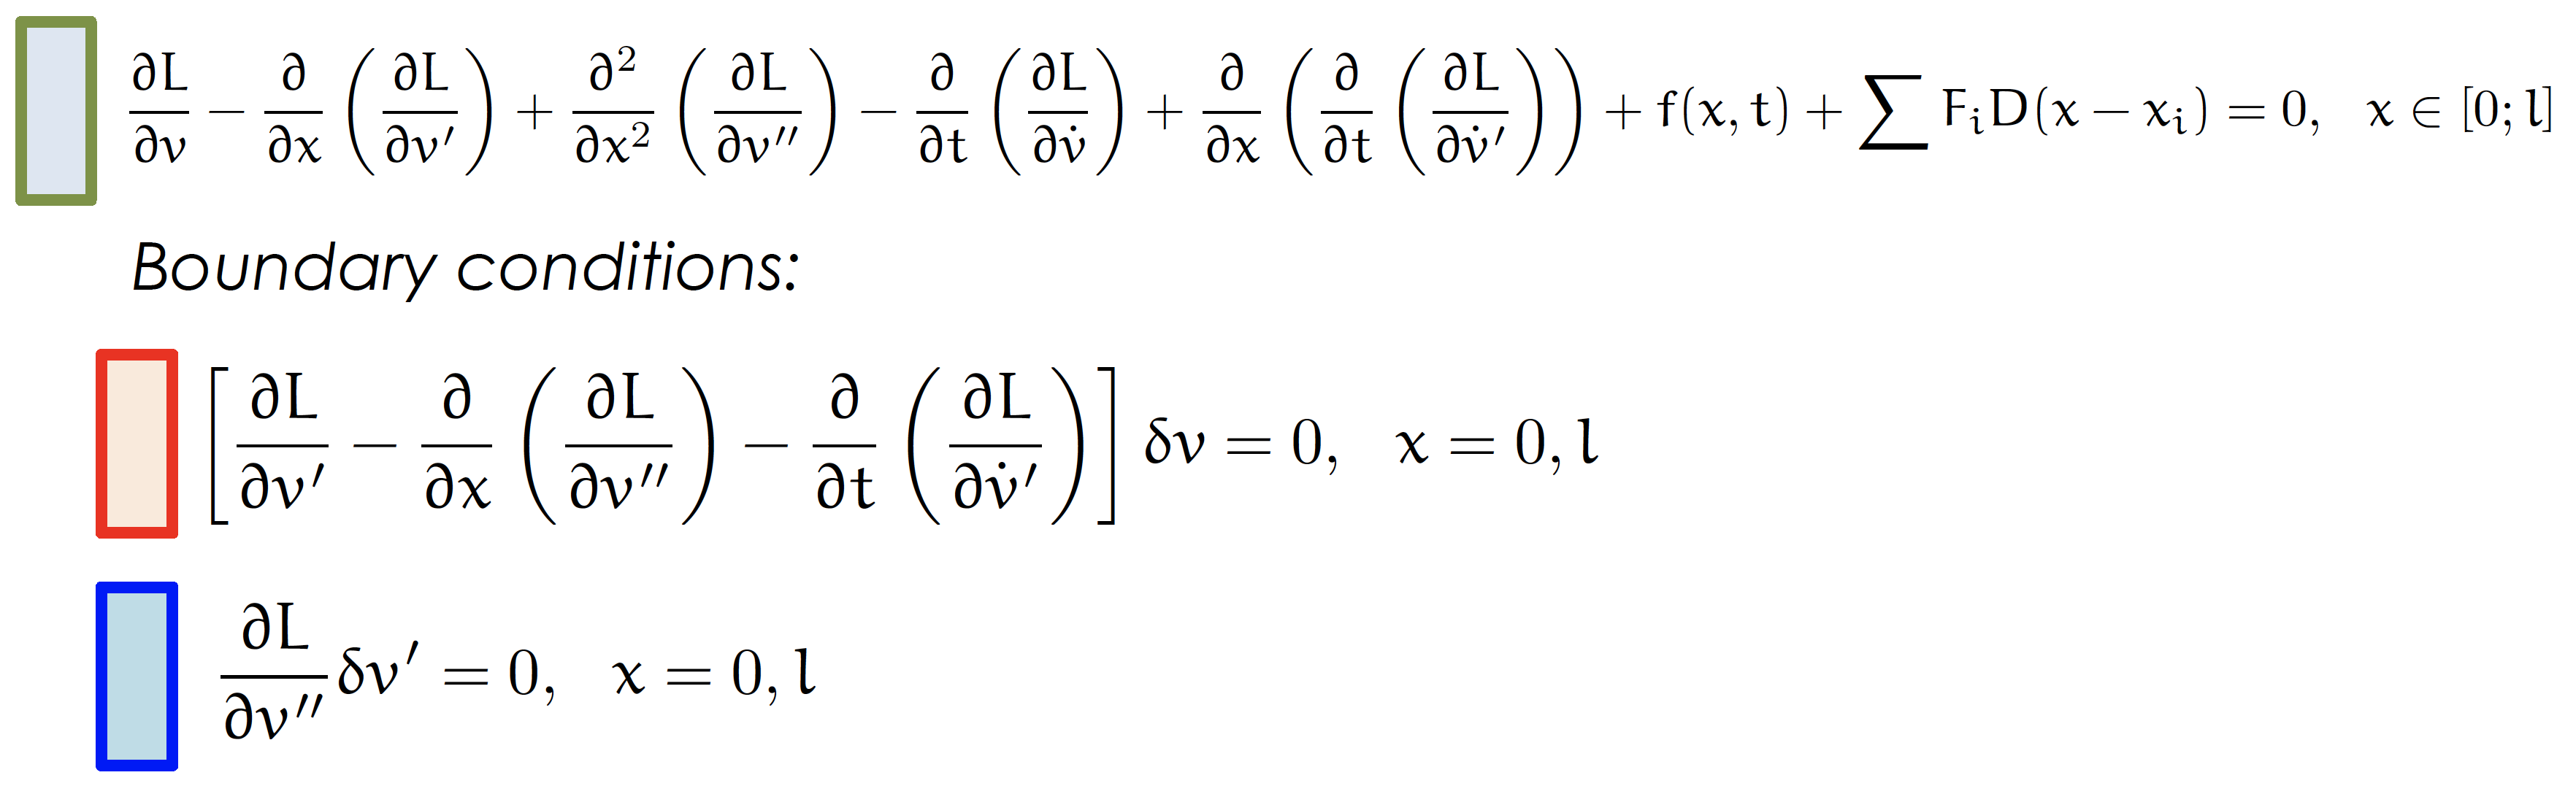 ∂L/∂v − ∂/∂x (∂L/∂v′) + ∂²/∂x² (∂L/∂v″) − ∂/∂t (∂L/∂v̇) + ∂/∂x (∂/∂t (∂L/∂v̇′)) + f(x, t) + ∑ FᵢD(x − xᵢ) = 0, x ∈ [0; l]
Boundary conditions:
[∂L/∂v′ − ∂/∂x (∂L/∂v″) − ∂/∂t (∂L/∂v̇′)] δv = 0, x = 0, l
∂L/∂v″ δv′ = 0, x = 0, l